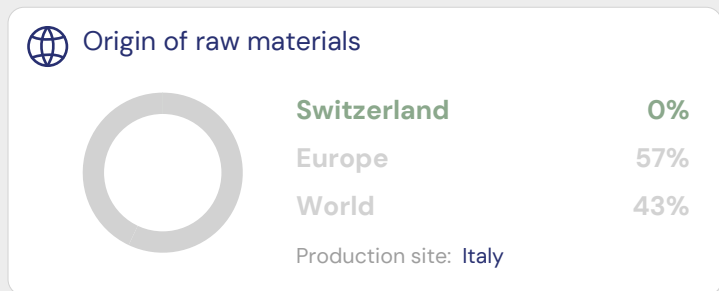 Origin of raw materials
Switzerland 0%
Europe 57%
World 43%
Production site: Italy